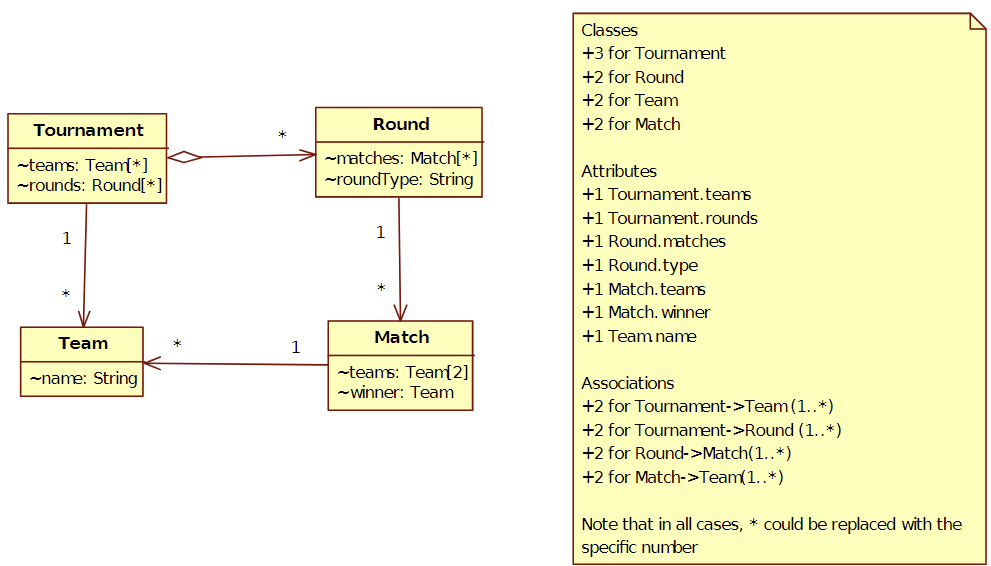 Tournament
~teams: Team[*]
~rounds: Round[*]
*
Round
~matches: Match[*]
~roundType: String
1
*
1
*
Team
~name: String
*
1
Match
~teams: Team[2]
~winner: Team
Classes
+3 for Tournament
+2 for Round
+2 for Team
+2 for Match
Attributes
+1 Tournament.teams
+1 Tournament.rounds
+1 Round.matches
+1 Round.type
+1 Match.teams
+1 Match.winner
+1 Team.name
Associations
+2 for Tournament->Team (1..*)
+2 for Tournament->Round (1..*)
+2 for Round->Match(1..*)
+2 for Match->Team(1..*)
Note that in all cases, * could be replaced with the
specific number